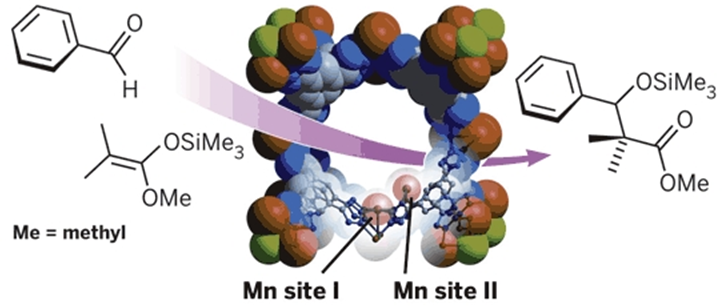 O
H
OSiMe3
OMe
Me = methyl
Mn site I
Mn site II
OSiMe3
O
OMe